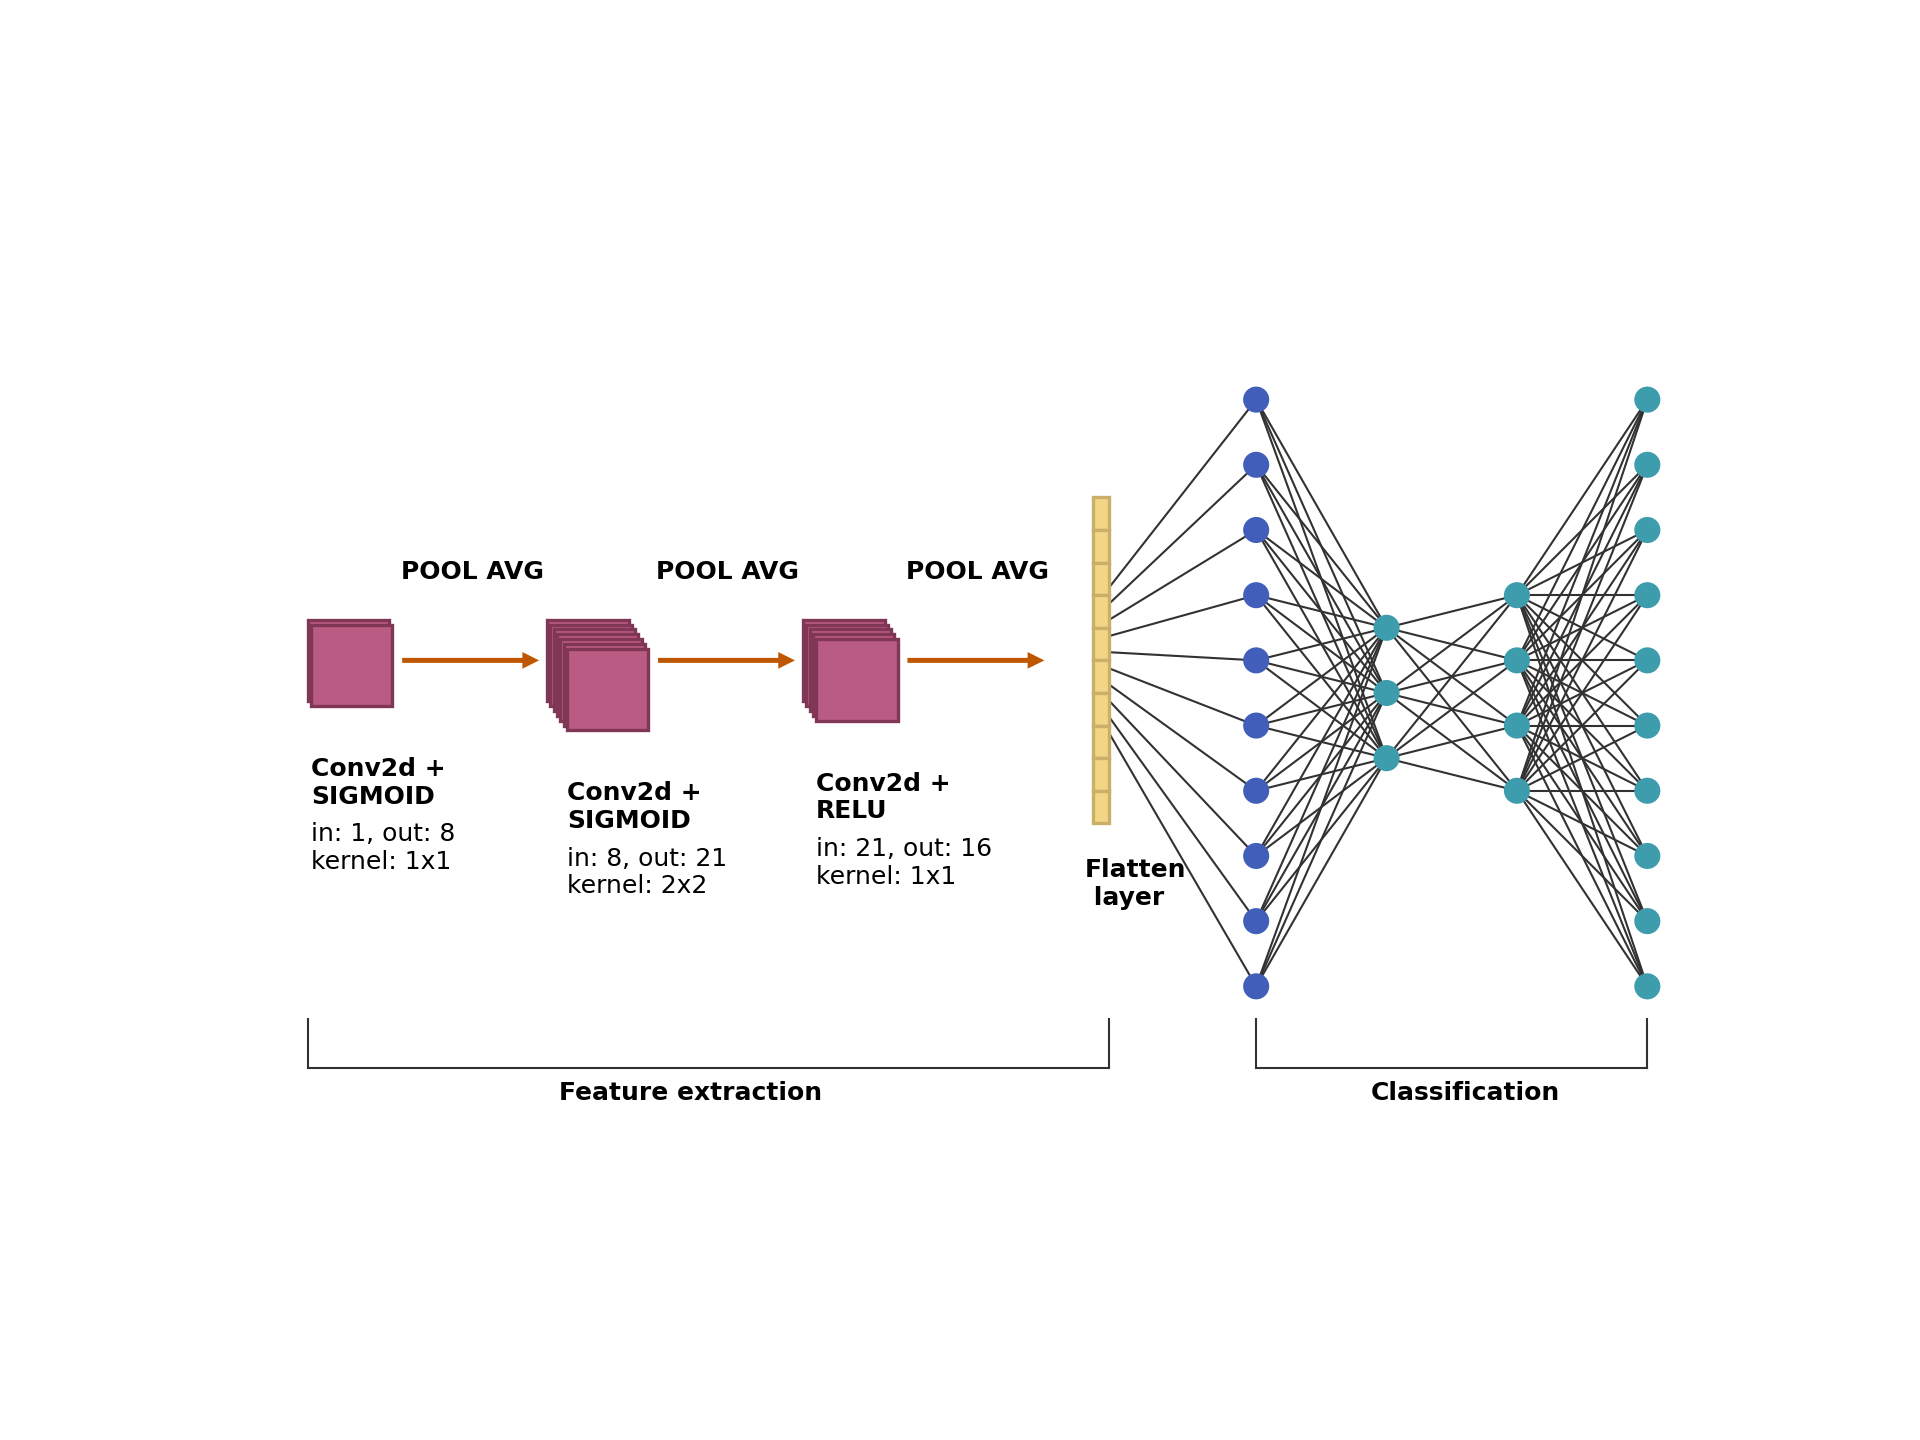 POOL AVG
POOL AVG
POOL AVG
Conv2d +
SIGMOID
in: 1, out: 8
kernel: 1x1
Conv2d +
SIGMOID
in: 8, out: 21
kernel: 2x2
Conv2d +
RELU
in: 21, out: 16
kernel: 1x1
Flatten
layer
Feature extraction
Classification